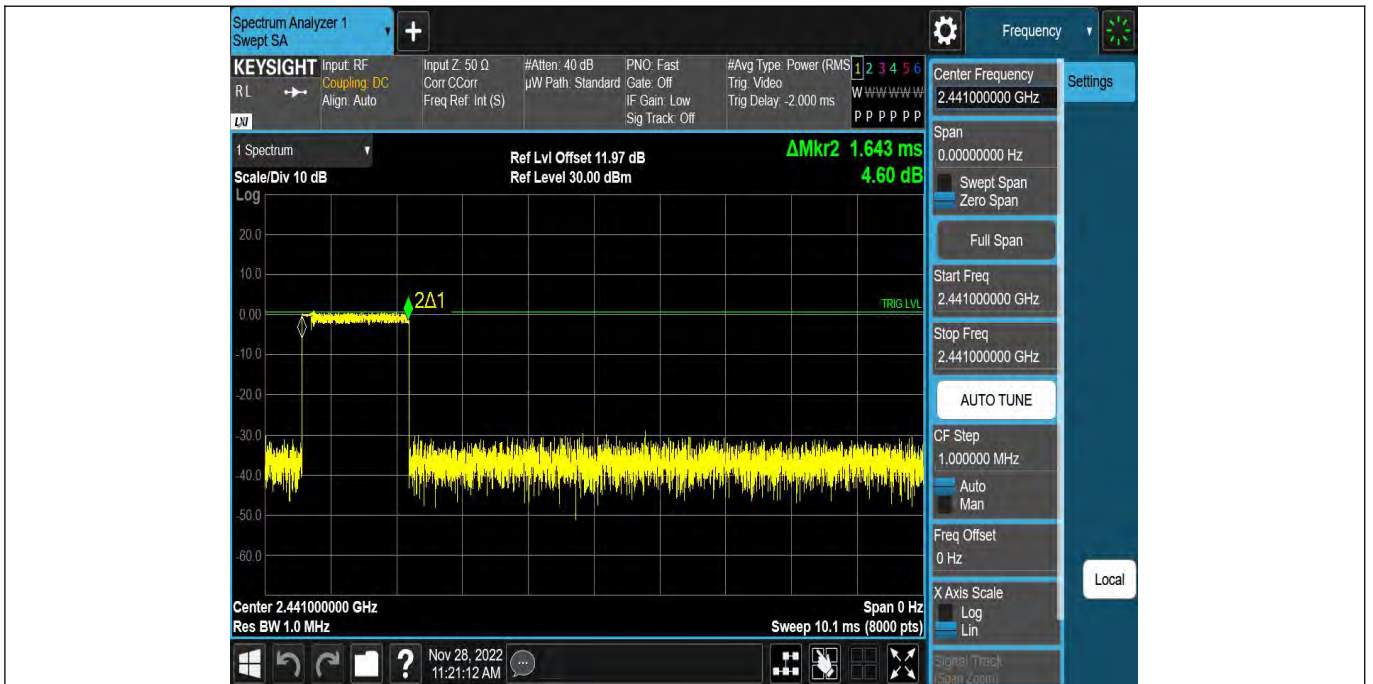 Spectrum Analyzer 1
Swept SA
+
Frequency
KEYSIGHT
RL
LXI
Input: RF
Coupling: DC
Align: Auto
Input Z: 50 Ω
Corr CCorr
Freq Ref: Int (S)
#Atten: 40 dB
µW Path: Standard
PNO: Fast
Gate: Off
IF Gain: Low
Sig Track: Off
#Avg Type: Power (RMS
Trig: Video
Trig Delay: -2.000 ms
1 2 3 4 5 6
W W W W W W
P P P P P P
Center Frequency
2.441000000 GHz
Settings
1 Spectrum
Scale/Div 10 dB
Ref Lvl Offset 11.97 dB
Ref Level 30.00 dBm
ΔMkr2 1.643 ms
4.60 dB
Span
0.00000000 Hz
Swept Span
Zero Span
Full Span
Start Freq
2.441000000 GHz
Stop Freq
2.441000000 GHz
AUTO TUNE
CF Step
1.000000 MHz
Auto
Man
Freq Offset
0 Hz
X Axis Scale
Log
Lin
Signal Track
(Span Zoom)
Local
Log
20.0
10.0
0.00
-10.0
-20.0
-30.0
-40.0
-50.0
-60.0
2Δ1
TRIG LVL
Center 2.441000000 GHz
Res BW 1.0 MHz
Span 0 Hz
Sweep 10.1 ms (8000 pts)
?
Nov 28, 2022
11:21:12 AM